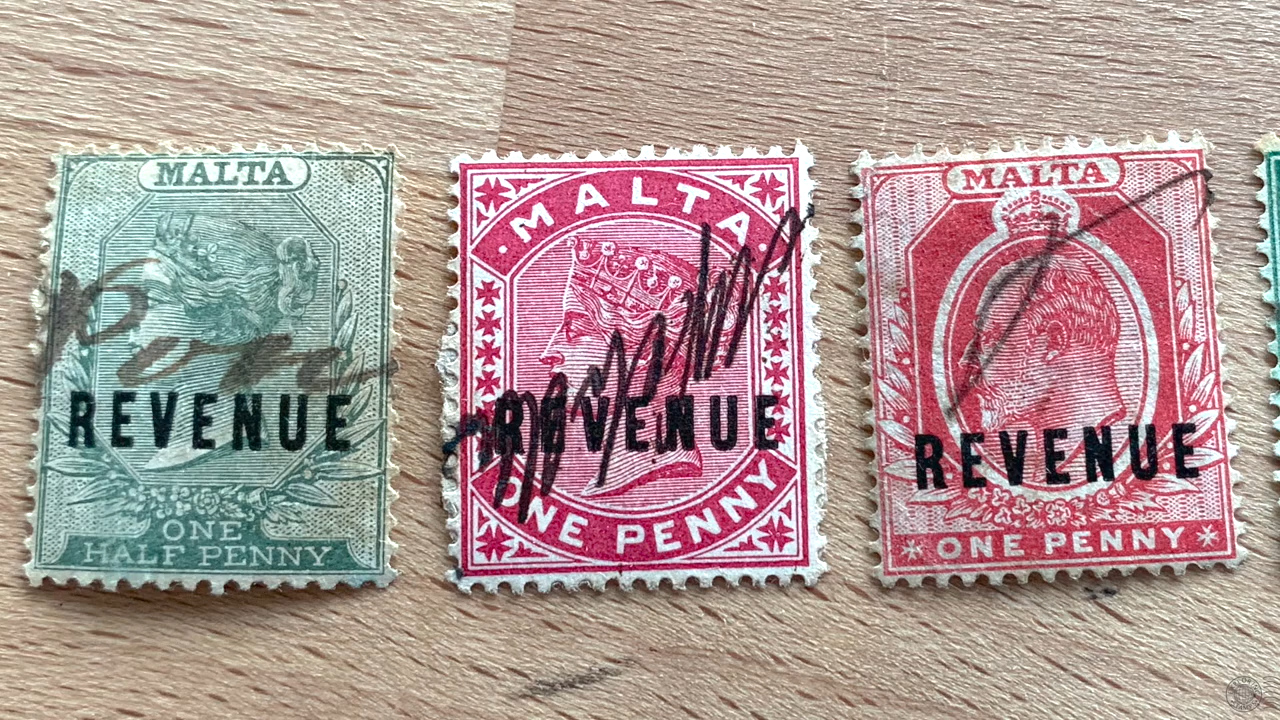 MALTA
REVENUE
ONE
HALF PENNY
MALTA
REVENUE
ONE PENNY
MALTA
REVENUE
ONE PENNY